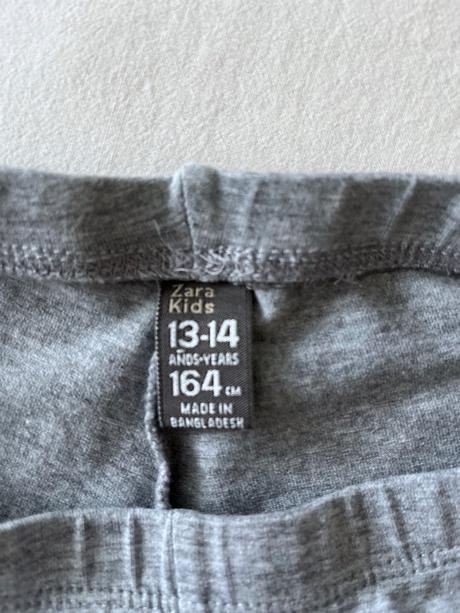 Zara
Kids
13-14
AÑOS-YEARS
164 CM
MADE IN
BANGLADESH